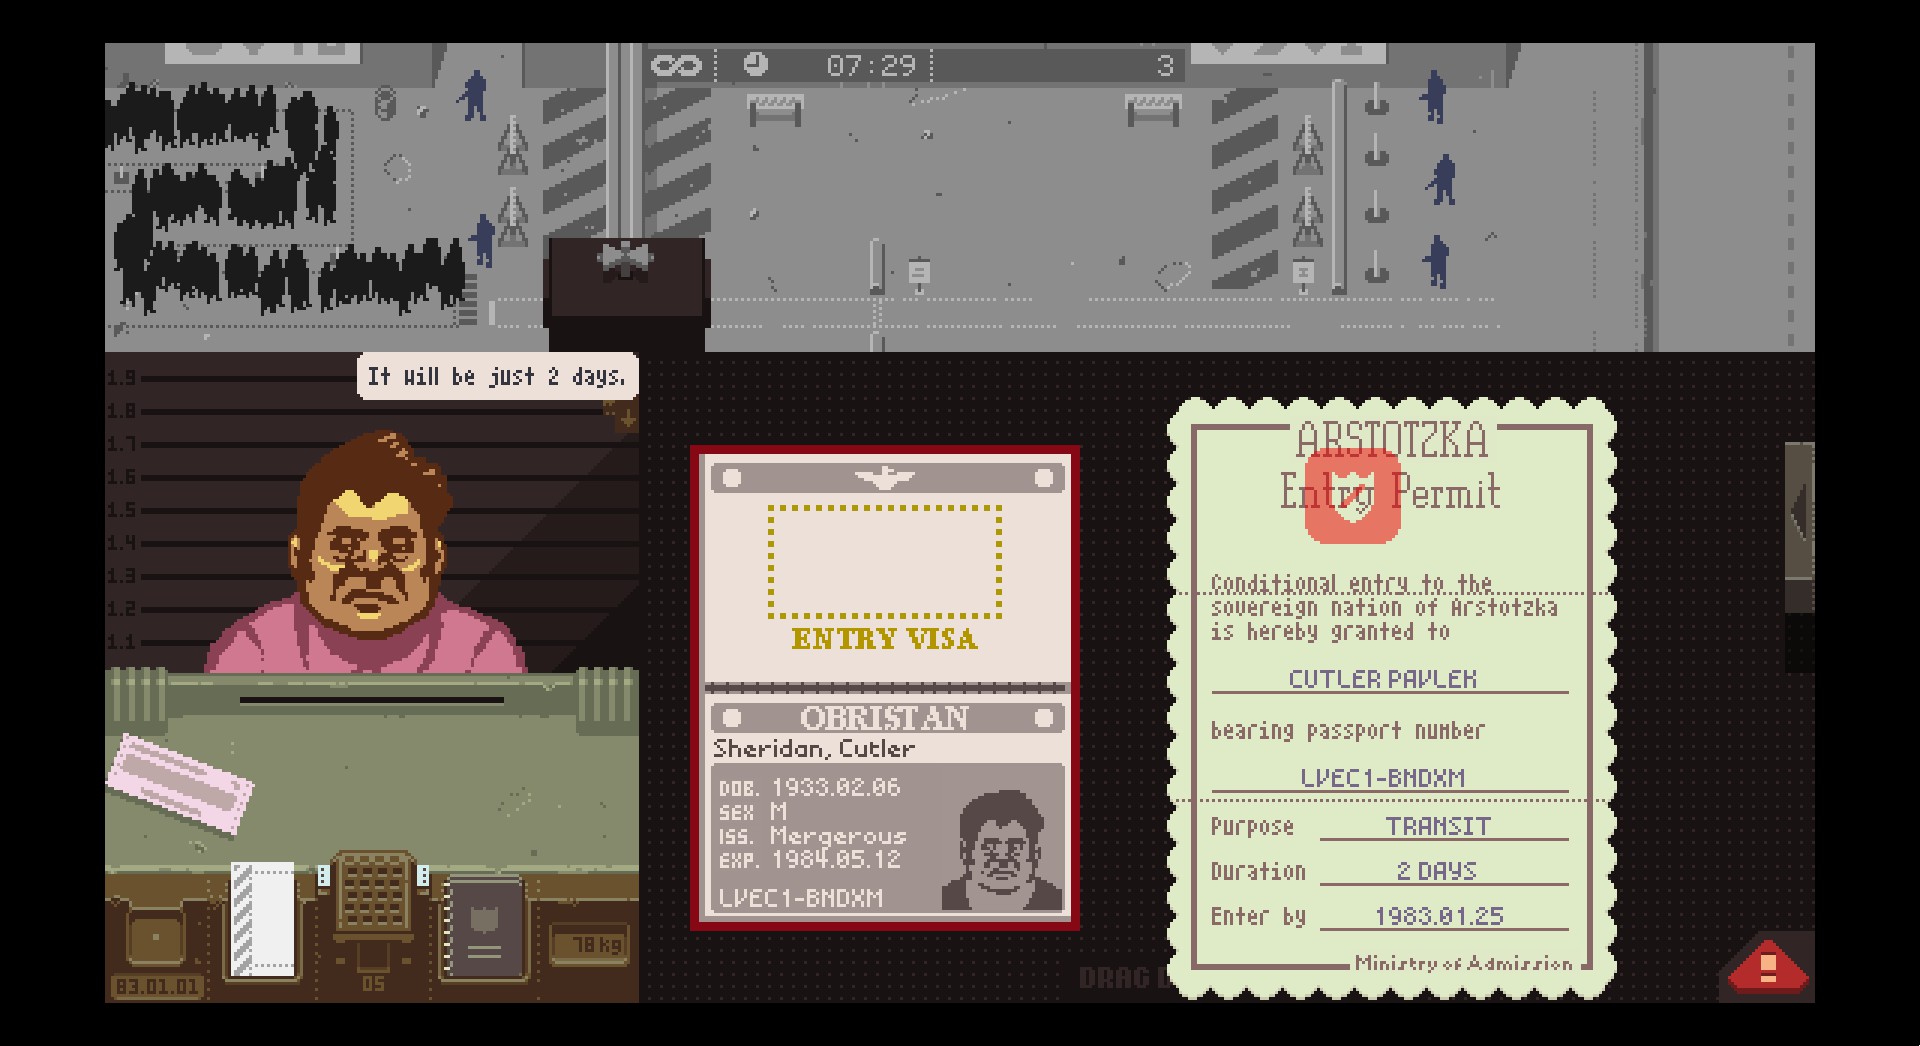 07:29
3
It will be just 2 days.
1.9
1.8
1.7
1.6
1.5
1.4
1.3
1.2
1.1
ENTRY VISA
OBRISTAN
Sheridan, Cutler
DOB. 1933.02.06
SEX M
ISS. Mergerous
EXP. 1984.05.12
LVEC1-BNDXM
ARSTOTZKA
Entry Permit
Conditional entry to the
sovereign nation of Arstotzka
is hereby granted to
CUTLER PAVLEK
bearing passport number
LVEC1-BNDXM
Purpose TRANSIT
Duration 2 DAYS
Enter by 1983.01.25
Ministry of Admission
78kg
83.01.01
05
DRAG